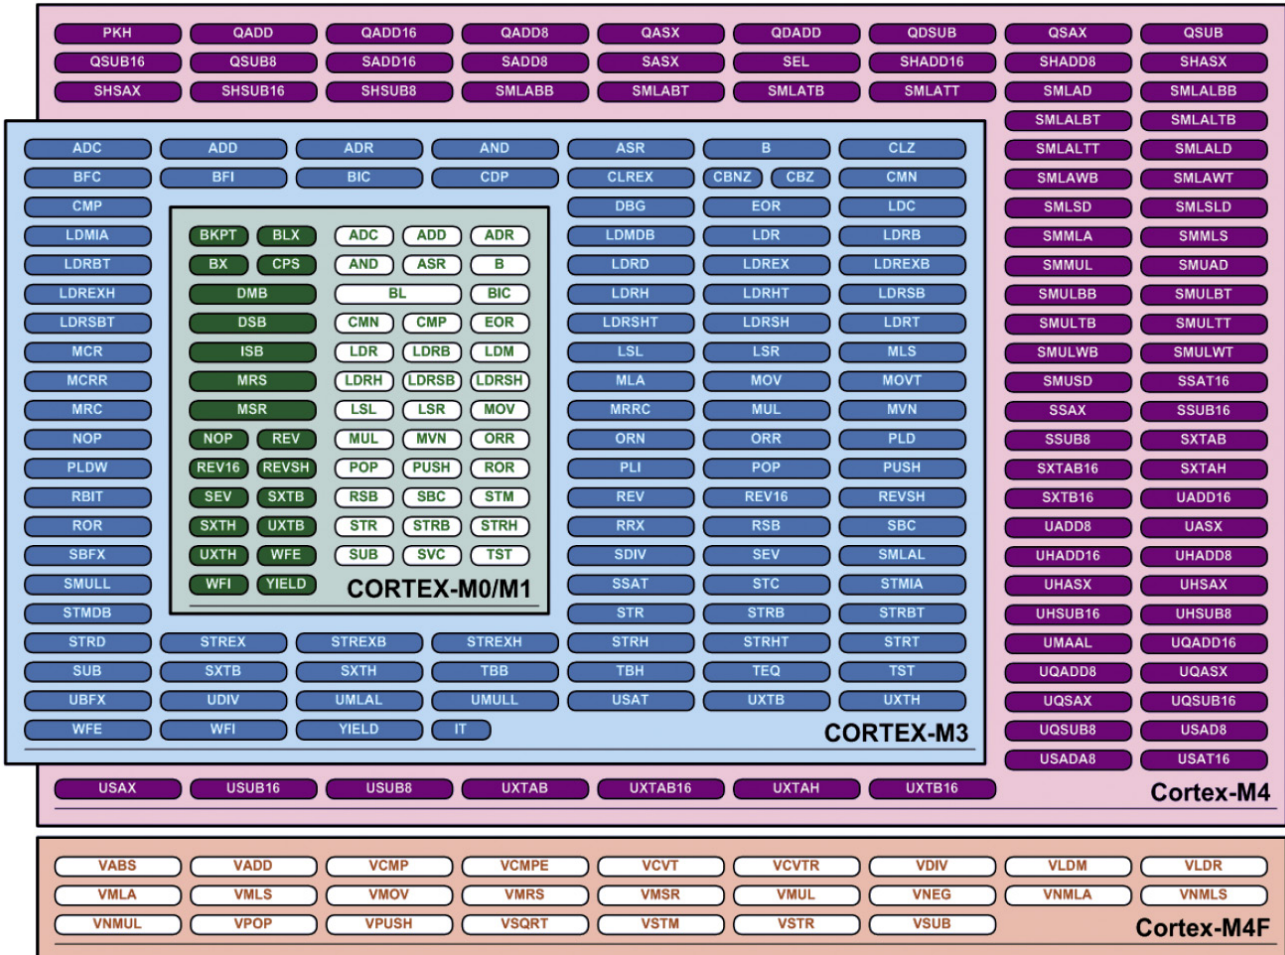 PKH QADD QADD16 QADD8 QASX QDADD QDSUB QSAX QSUB
QSUB16 QSUB8 SADD16 SADD8 SASX SEL SHADD16 SHADD8 SHASX
SHSAX SHSUB16 SHSUB8 SMLABB SMLABT SMLATB SMLATT SMLAD SMLALBB
SMLALBT SMLALTB
ADC ADD ADR AND ASR B CLZ SMLALTT SMLALD
BFC BFI BIC CDP CLREX CBNZ CBZ CMN SMLAWB SMLAWT
CMP DBG EOR LDC SMLSD SMLSLD
LDMIA BKPT BLX ADC ADD ADR LDMDB LDR LDRB SMMLA SMMLS
LDRBT BX CPS AND ASR B LDRD LDREX LDREXB SMMUL SMUAD
LDREXH DMB BL BIC LDRH LDRHT LDRSB SMULBB SMULBT
LDRSBT DSB CMN CMP EOR LDRSHT LDRSH LDRT SMULTB SMULTT
MCR ISB LDR LDRB LDM LSL LSR MLS SMULWB SMULWT
MCRR MRS LDRH LDRSB LDRSH MLA MOV MOVT SMUSD SSAT16
MRC MSR LSL LSR MOV MRRC MUL MVN SSAX SSUB16
NOP NOP REV MUL MVN ORR ORN ORR PLD SSUB8 SXTAB
PLDW REV16 REVSH POP PUSH ROR PLI POP PUSH SXTAB16 SXTAH
RBIT SEV SXTB RSB SBC STM REV REV16 REVSH SXTB16 UADD16
ROR SXTH UXTB STR STRB STRH RRX RSB SBC UADD8 UASX
SBFX UXTH WFE SUB SVC TST SDIV SEV SMLAL UHADD16 UHADD8
SMULL WFI YIELD CORTEX-M0/M1 SSAT STC STMIA UHASX UHSAX
STMDB STR STRB STRBT UHSUB16 UHSUB8
STRD STREX STREXB STREXH STRH STRHT STRT UMAAL UQADD16
SUB SXTB SXTH TBB TBH TEQ TST UQADD8 UQASX
UBFX UDIV UMLAL UMULL USAT UXTB UXTH UQSAX UQSUB16
WFE WFI YIELD IT CORTEX-M3 UQSUB8 USAD8
USADA8 USAT16
USAX USUB16 USUB8 UXTAB UXTAB16 UXTAH UXTB16 Cortex-M4
VABS VADD VCMP VCMPE VCVT VCVTR VDIV VLDM VLDR
VMLA VMLS VMOV VMRS VMSR VMUL VNEG VNMLA VNMLS
VNMUL VPOP VPUSH VSQRT VSTM VSTR VSUB Cortex-M4F